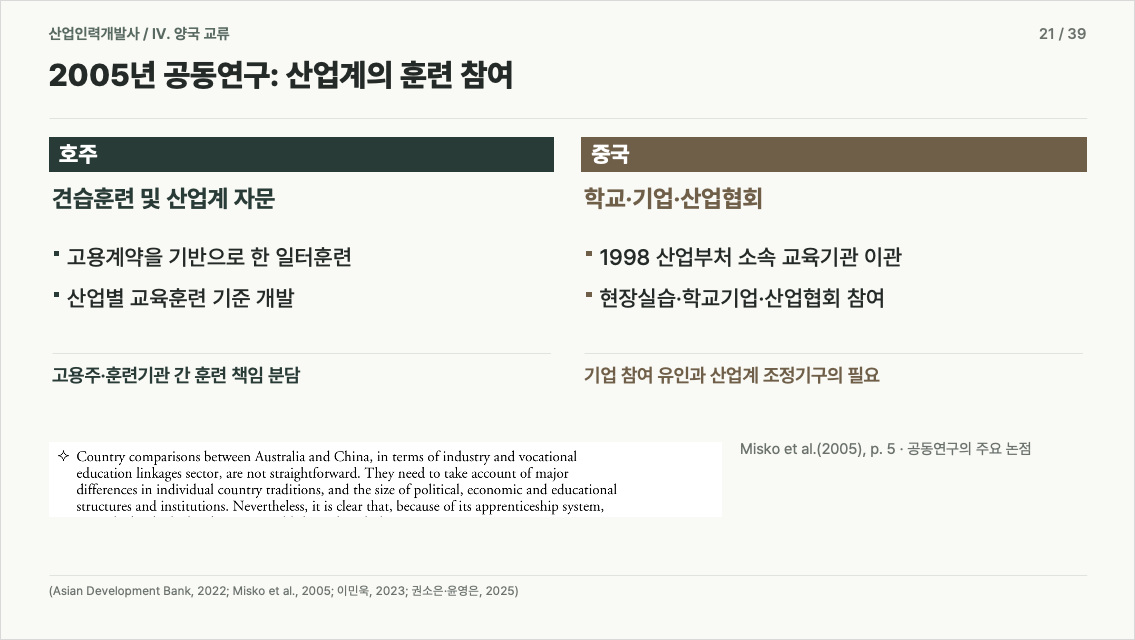 산업인력개발사 / IV. 양국 교류
21 / 39
2005년 공동연구: 산업계의 훈련 참여
호주
견습훈련 및 산업계 자문
고용계약을 기반으로 한 일터훈련
산업별 교육훈련 기준 개발
고용주·훈련기관 간 훈련 책임 분담
중국
학교·기업·산업협회
1998 산업부처 소속 교육기관 이관
현장실습·학교기업·산업협회 참여
기업 참여 유인과 산업계 조정기구의 필요
Country comparisons between Australia and China, in terms of industry and vocational
education linkages sector, are not straightforward. They need to take account of major
differences in individual country traditions, and the size of political, economic and educational
structures and institutions. Nevertheless, it is clear that, because of its apprenticeship system,
Misko et al.(2005), p. 5 · 공동연구의 주요 논점
(Asian Development Bank, 2022; Misko et al., 2005; 이민욱, 2023; 권소은·윤영은, 2025)